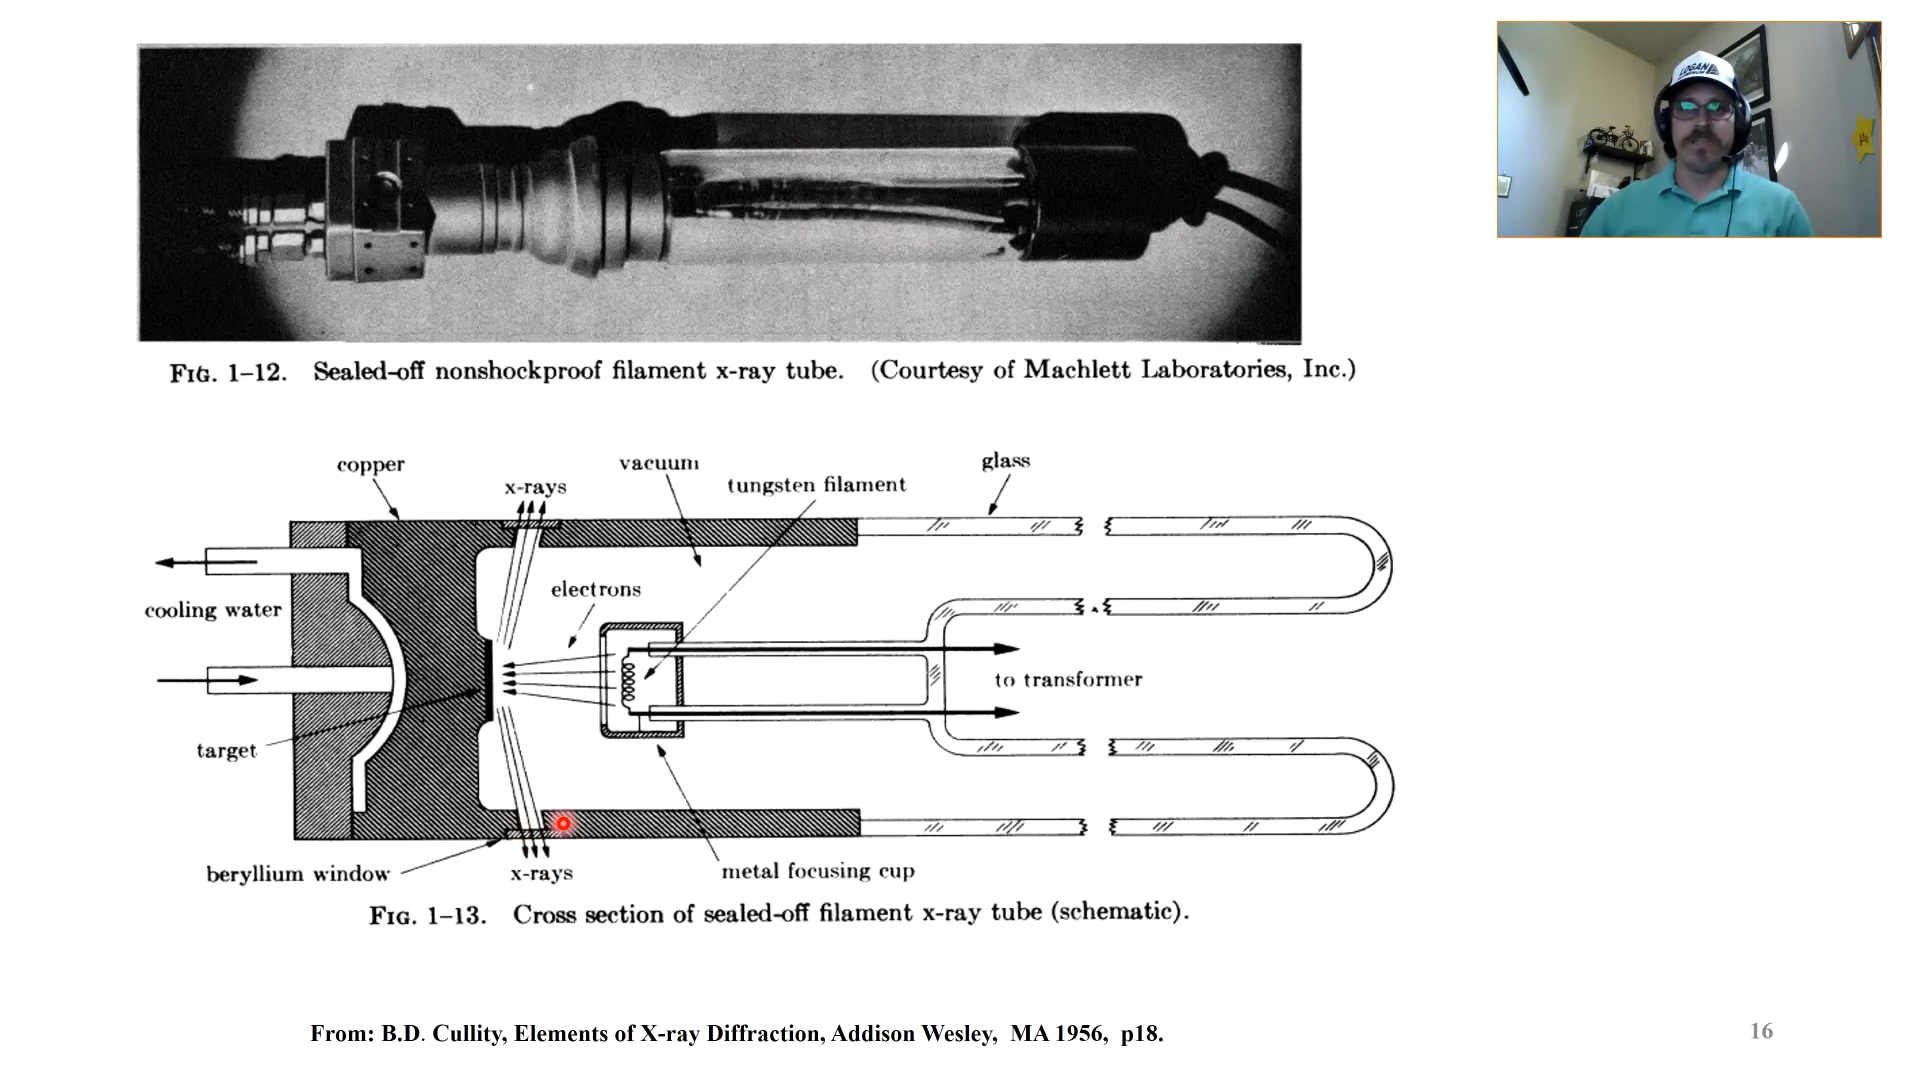 LOGAN
FIG. 1–12. Sealed-off nonshockproof filament x-ray tube. (Courtesy of Machlett Laboratories, Inc.)
copper
x-rays
vacuum
tungsten filament
glass
electrons
cooling water
to transformer
target
beryllium window
x-rays
metal focusing cup
FIG. 1–13. Cross section of sealed-off filament x-ray tube (schematic).
From: B.D. Cullity, Elements of X-ray Diffraction, Addison Wesley, MA 1956, p18.
16